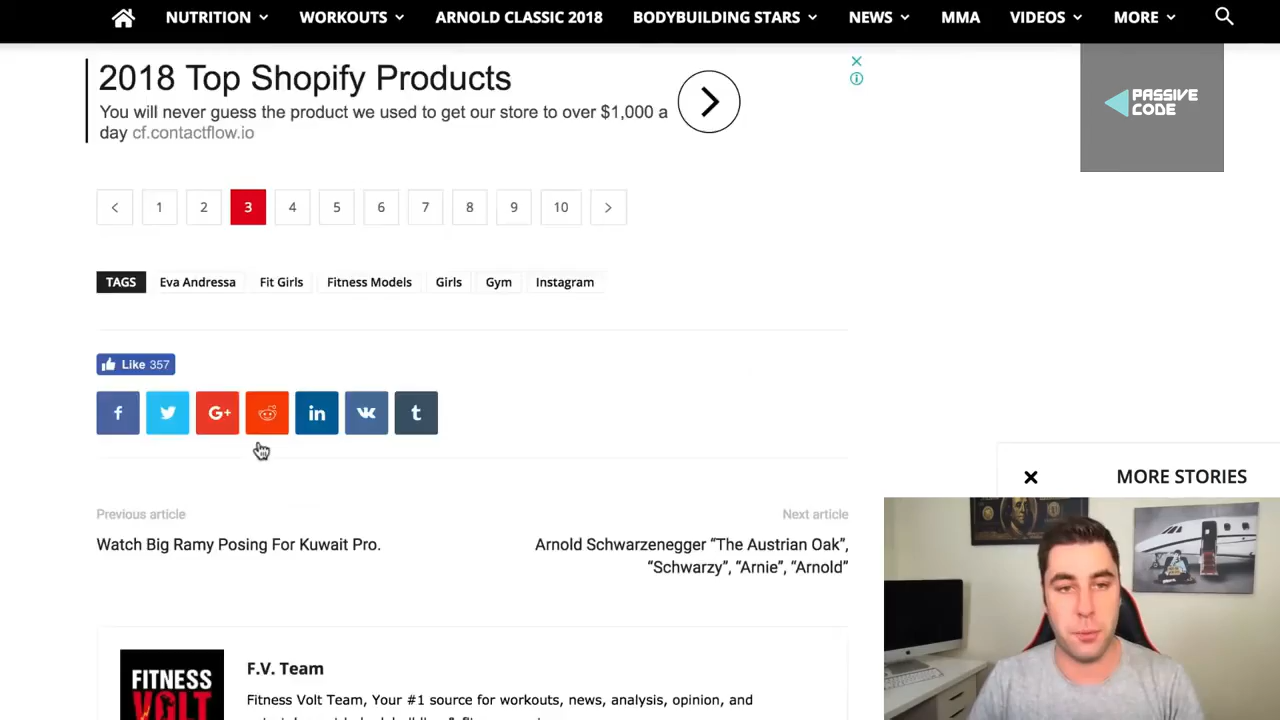 NUTRITION WORKOUTS ARNOLD CLASSIC 2018 BODYBUILDING STARS NEWS MMA VIDEOS MORE
2018 Top Shopify Products
You will never guess the product we used to get our store to over $1,000 a
day cf.contactflow.io
PASSIVE
CODE
< 1 2 3 4 5 6 7 8 9 10 >
TAGS Eva Andressa Fit Girls Fitness Models Girls Gym Instagram
Like 357
f G+ in t
MORE STORIES
Previous article Next article
Watch Big Ramy Posing For Kuwait Pro.
Arnold Schwarzenegger “The Austrian Oak”,
“Schwarzy”, “Arnie”, “Arnold”
FITNESS
VOLT
F.V. Team
Fitness Volt Team, Your #1 source for workouts, news, analysis, opinion, and